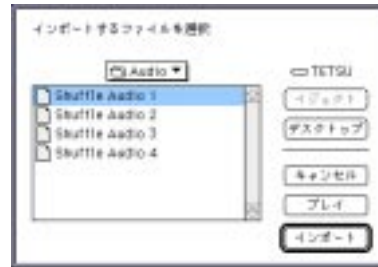 インポートするファイルを選択
Audio
TETSU
Shuffle Audio 1
Shuffle Audio 2
Shuffle Audio 3
Shuffle Audio 4
イジェクト
デスクトップ
キャンセル
プレイ
インポート